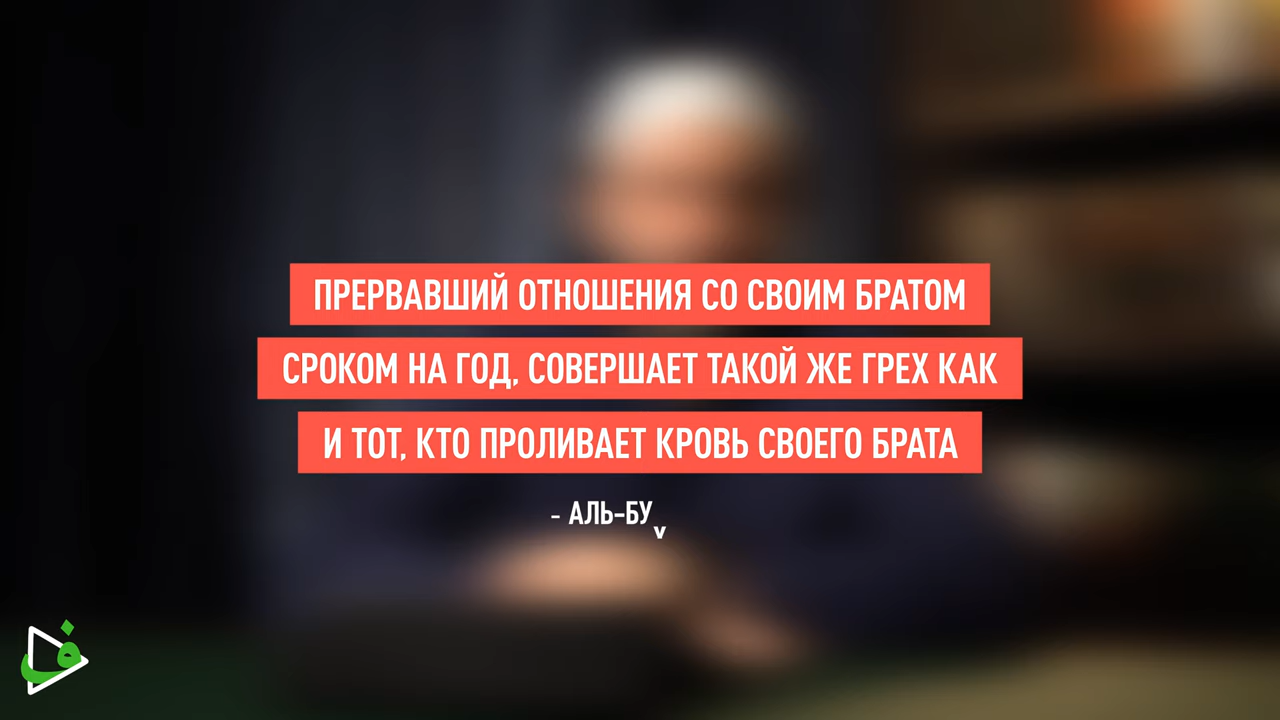 ПРЕРВАВШИЙ ОТНОШЕНИЯ СО СВОИМ БРАТОМ
СРОКОМ НА ГОД, СОВЕРШАЕТ ТАКОЙ ЖЕ ГРЕХ КАК
И ТОТ, КТО ПРОЛИВАЕТ КРОВЬ СВОЕГО БРАТА
- АЛЬ-БУ
ف